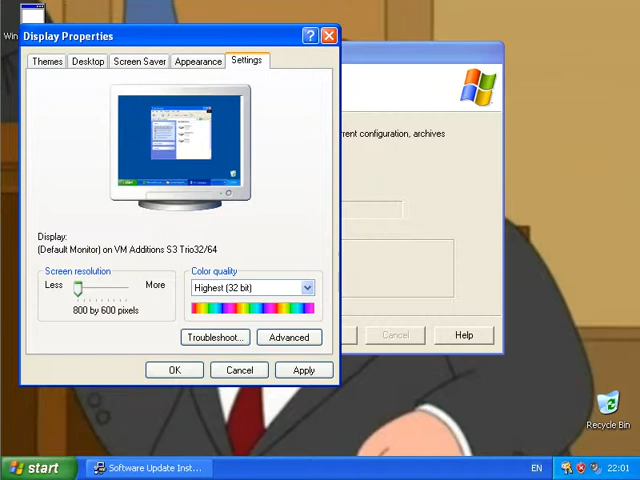 Win
Display Properties
Themes
Desktop
Screen Saver
Appearance
Settings
rrent configuration, archives
Display:
(Default Monitor) on VM Additions S3 Trio32/64
Screen resolution
Less
More
800 by 600 pixels
Color quality
Highest (32 bit)
Troubleshoot...
Advanced
OK
Cancel
Apply
Cancel
Help
Recycle Bin
start
Software Update Inst...
EN
22:01